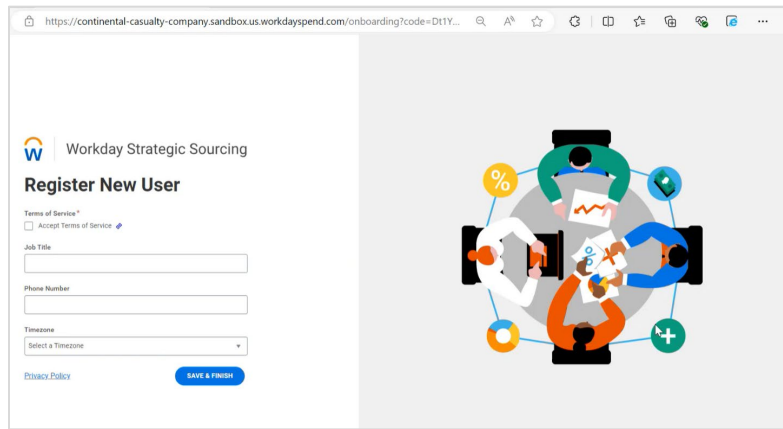 https://continental-casualty-company.sandbox.us.workdayspend.com/onboarding?code=Dt1Y...
W
Workday Strategic Sourcing
Register New User
Terms of Service*
Accept Terms of Service
Job Title
Phone Number
Timezone
Select a Timezone
Privacy Policy
SAVE & FINISH
%
%